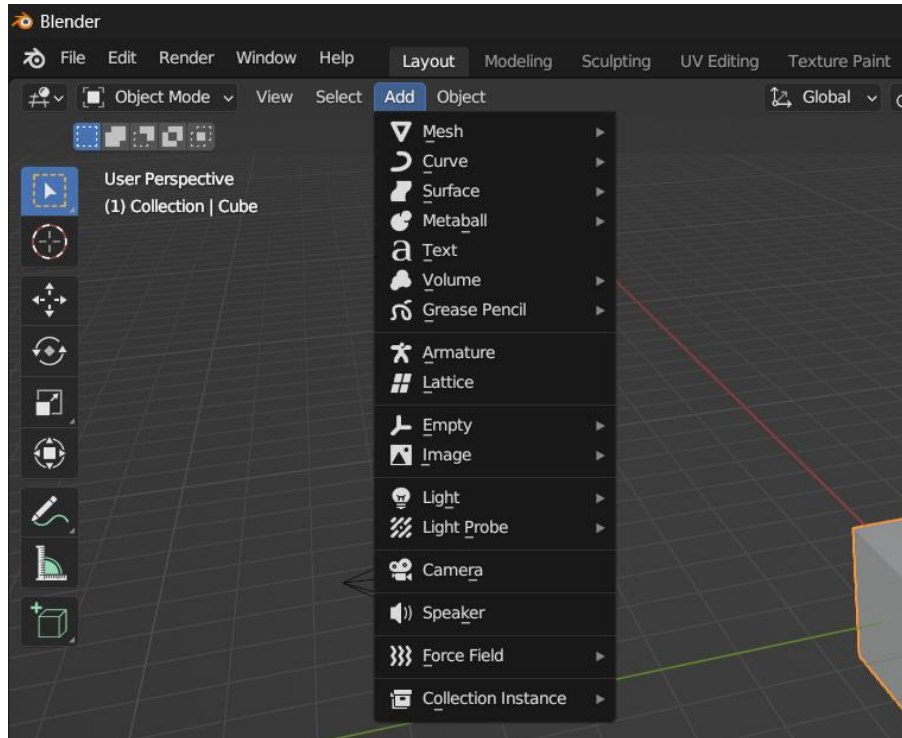 Blender
File Edit Render Window Help Layout Modeling Sculpting UV Editing Texture Paint
Object Mode View Select Add Object Global
User Perspective
(1) Collection | Cube
Mesh
Curve
Surface
Metaball
Text
Volume
Grease Pencil
Armature
Lattice
Empty
Image
Light
Light Probe
Camera
Speaker
Force Field
Collection Instance